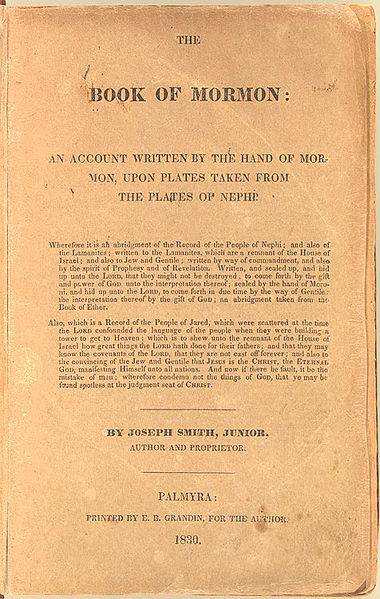 THE
BOOK OF MORMON:
AN ACCOUNT WRITTEN BY THE HAND OF MOR-
MON, UPON PLATES TAKEN FROM
THE PLATES OF NEPHI.
Wherefore it is an abridgment of the Record of the People of Nephi; and also of
the Lamanites; written to the Lamanites, which are a remnant of the House of
Israel; and also to Jew and Gentile; written by way of commandment, and also
by the spirit of Prophesy and of Revelation. Written, and sealed up, and hid
up unto the LORD, that they might not be destroyed; to come forth by the gift
and power of GOD unto the interpretation thereof; sealed by the hand of Moro-
ni, and hid up unto the LORD, to come forth in due time by the way of Gentile;
the interpretation thereof by the gift of GOD; an abridgment taken from the
Book of Ether.
Also, which is a Record of the People of Jared, which were scattered at the time
the LORD confounded the language of the people when they were building a
tower to get to Heaven: which is to shew unto the remnant of the House of
Israel how great things the LORD hath done for their fathers; and that they may
know the covenants of the LORD, that they are not cast off forever; and also to
the convincing of the Jew and Gentile that JESUS is the CHRIST, the ETERNAL
GOD, manifesting Himself unto all nations. And now if there be fault, it be the
mistake of men; wherefore condemn not the things of GOD, that ye may be
found spotless at the judgment seat of CHRIST.
BY JOSEPH SMITH, JUNIOR,
AUTHOR AND PROPRIETOR.
PALMYRA:
PRINTED BY E. B. GRANDIN, FOR THE AUTHOR.
1830.